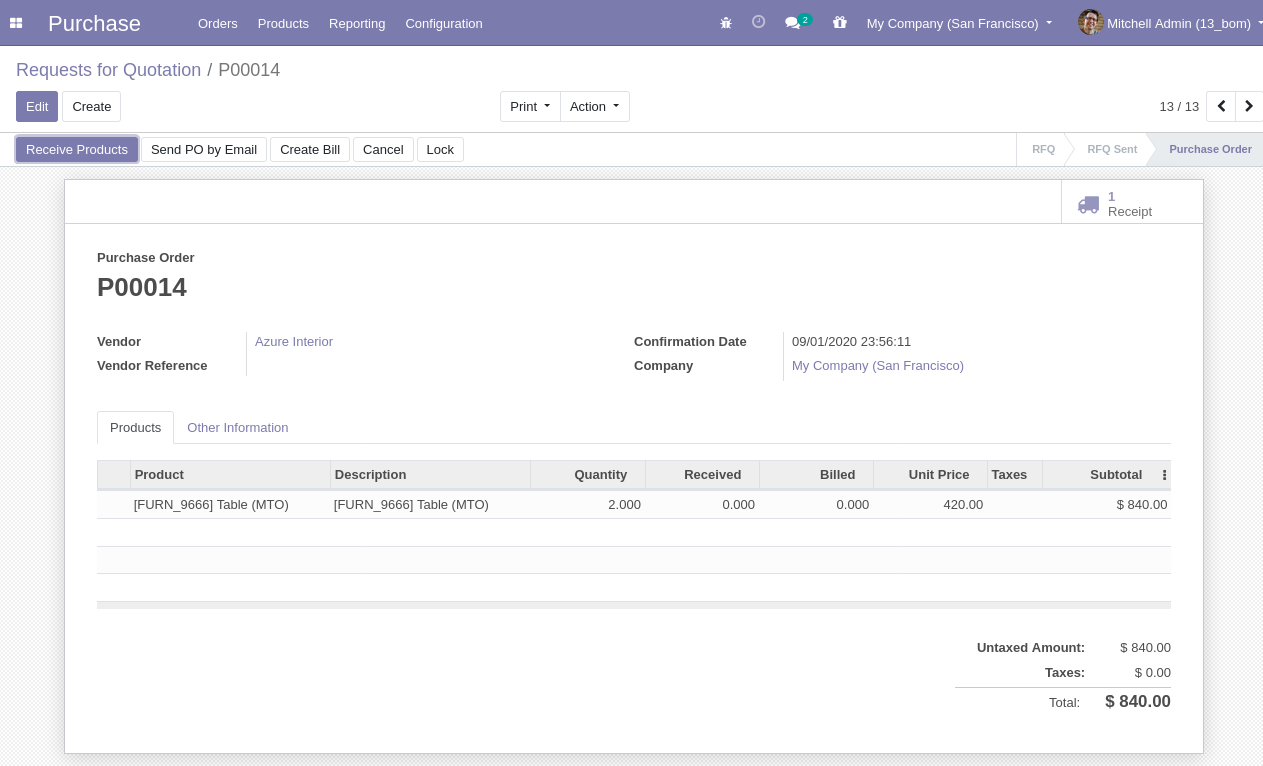 Purchase Orders Products Reporting Configuration 2 My Company (San Francisco) Mitchell Admin (13_bom)
Requests for Quotation / P00014
Edit Create Print Action 13 / 13
Receive Products Send PO by Email Create Bill Cancel Lock RFQ RFQ Sent Purchase Order
1
Receipt
Purchase Order
P00014
Vendor Azure Interior Confirmation Date 09/01/2020 23:56:11
Vendor Reference Company My Company (San Francisco)
Products Other Information
Product Description Quantity Received Billed Unit Price Taxes Subtotal
[FURN_9666] Table (MTO) [FURN_9666] Table (MTO) 2.000 0.000 0.000 420.00 $ 840.00
Untaxed Amount: $ 840.00
Taxes: $ 0.00
Total: $ 840.00